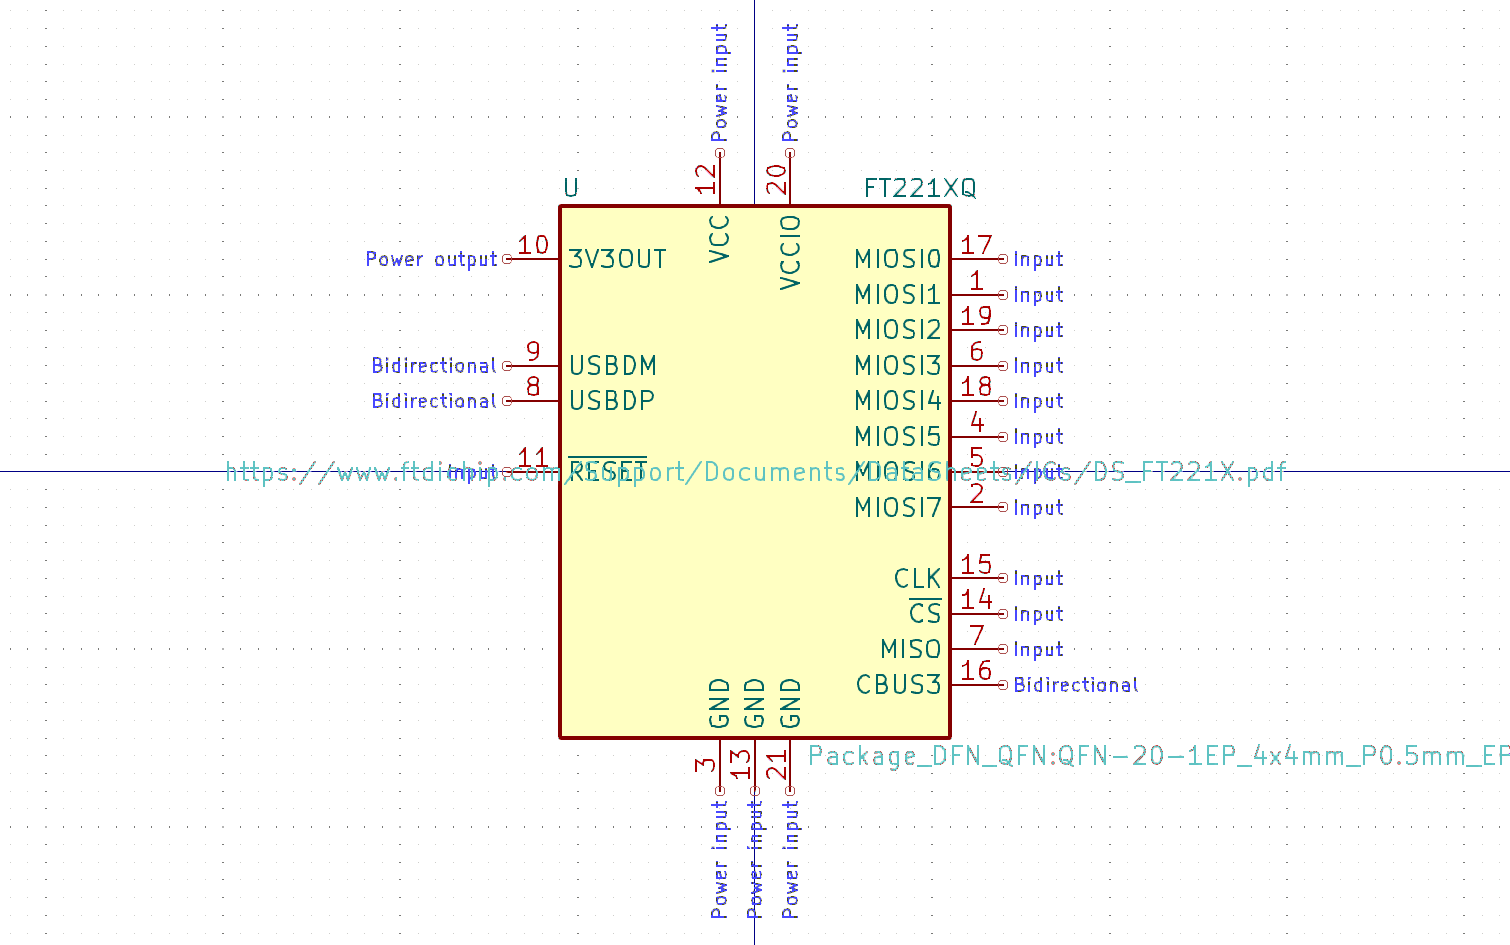 Power input
Power input
12
20
U
FT221XQ
VCC
VCCIO
Power output
10
3V3OUT
MIOSI0
17
Input
MIOSI1
1
Input
MIOSI2
19
Input
Bidirectional
9
USBDM
MIOSI3
6
Input
Bidirectional
8
USBDP
MIOSI4
18
Input
MIOSI5
4
Input
Input
11
RESET
MIOSI6
5
Input
https://www.ftdichip.com/Support/Documents/DataSheets/ICs/DS_FT221X.pdf
MIOSI7
2
Input
CLK
15
Input
CS
14
Input
MISO
7
Input
CBUS3
16
Bidirectional
GND
GND
GND
3
13
21
Package_DFN_QFN:QFN-20-1EP_4x4mm_P0.5mm_EP
Power input
Power input
Power input